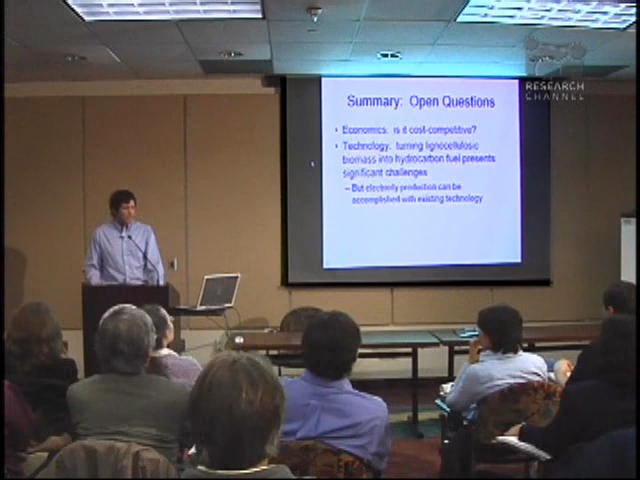 RESEARCH
CHANNEL
Summary: Open Questions
• Economics: is it cost-competitive?
• Technology: turning lignocellulosic
biomass into hydrocarbon fuel presents
significant challenges
– But electricity production can be
accomplished with existing technology